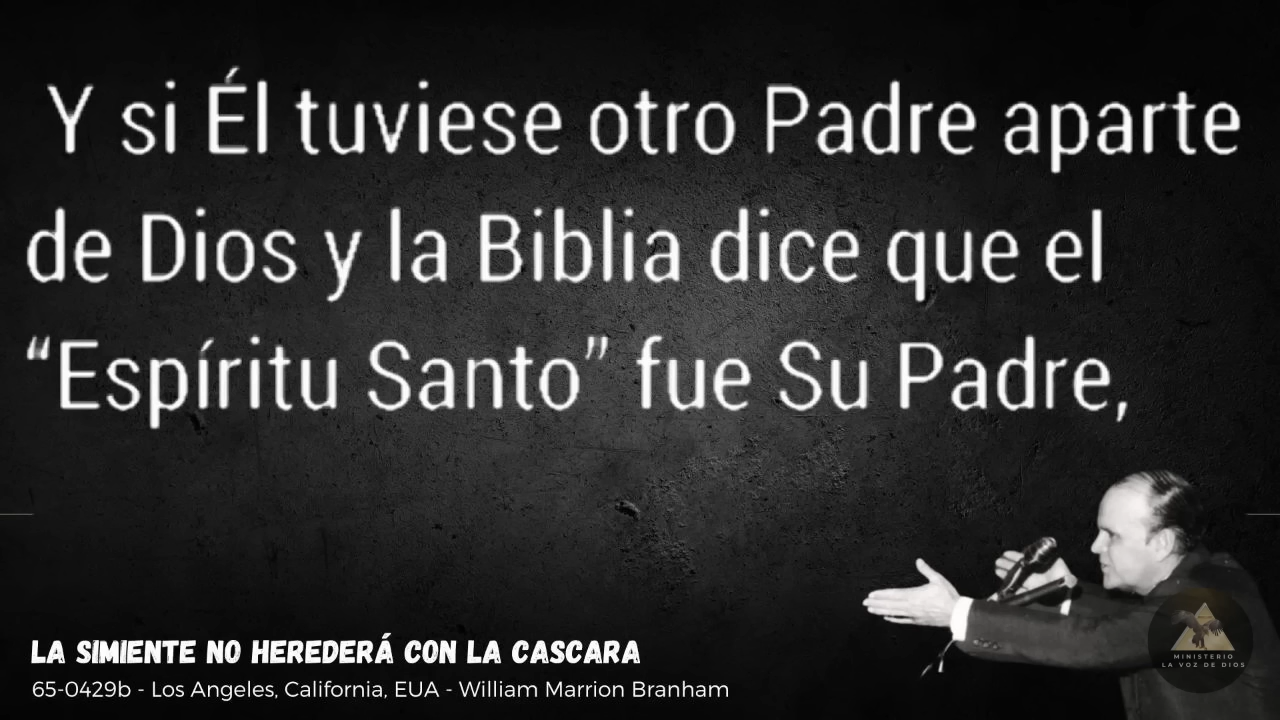 Y si Él tuviese otro Padre aparte
de Dios y la Biblia dice que el
“Espíritu Santo” fue Su Padre,
LA SIMIENTE NO HEREDERÁ CON LA CASCARA
65-0429b - Los Angeles, California, EUA - William Marrion Branham
MINISTERIO
LA VOZ DE DIOS